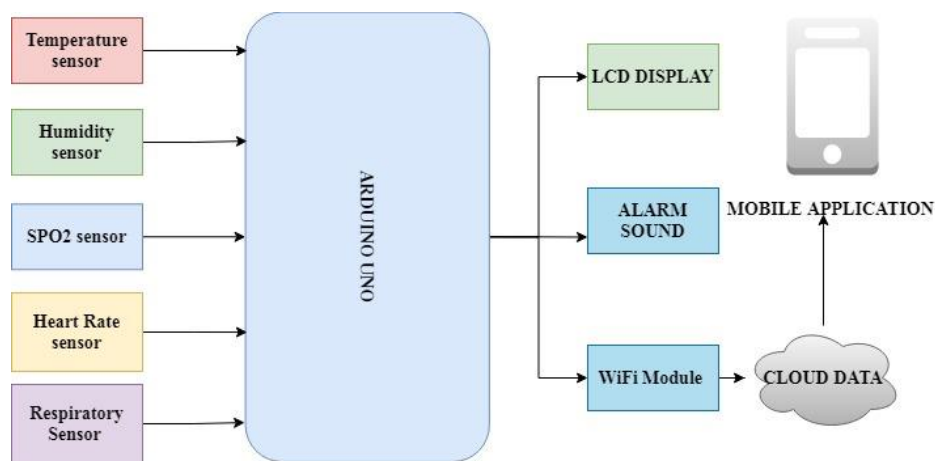 Temperature
sensor
Humidity
sensor
SPO2 sensor
Heart Rate
sensor
Respiratory
Sensor
ARDUINO UNO
LCD DISPLAY
ALARM
SOUND
WiFi Module
MOBILE APPLICATION
CLOUD DATA